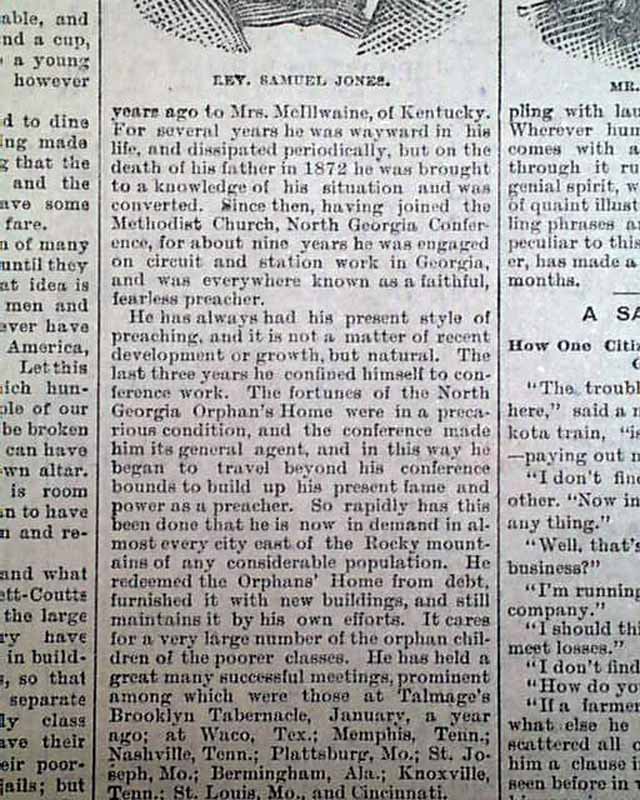 able, and
nd a cup,
a young
however
d to dine
ing made
g that the
and the
ave some
fare.
n of many
until they
at idea is
men and
ever have
America,
Let this
ich hun-
ple of our
be broken
can have
wn altar.
is room
an to have
n and re-
and what
ett-Coutts
the large
ry have
in build-
s, so that
separate
ly class
ave their
eir poor-
jails; but
REV. SAMUEL JONES.
years ago to Mrs. McIllwaine, of Kentucky.
For several years he was wayward in his
life, and dissipated periodically, but on the
death of his father in 1872 he was brought
to a knowledge of his situation and was
converted. Since then, having joined the
Methodist Church, North Georgia Confer-
ence, for about nine years he was engaged
on circuit and station work in Georgia,
and was everywhere known as a faithful,
fearless preacher.
He has always had his present style of
preaching, and it is not a matter of recent
development or growth, but natural. The
last three years he confined himself to con-
ference work. The fortunes of the North
Georgia Orphan's Home were in a preca-
rious condition, and the conference made
him its general agent, and in this way he
began to travel beyond his conference
bounds to build up his present fame and
power as a preacher. So rapidly has this
been done that he is now in demand in al-
most every city east of the Rocky mount-
ains of any considerable population. He
redeemed the Orphans' Home from debt,
furnished it with new buildings, and still
maintains it by his own efforts. It cares
for a very large number of the orphan chil-
dren of the poorer classes. He has held a
great many successful meetings, prominent
among which were those at Talmage's
Brooklyn Tabernacle, January, a year
ago; at Waco, Tex.; Memphis, Tenn.;
Nashville, Tenn.; Plattsburg, Mo.; St. Jo-
seph, Mo.; Bermingham, Ala.; Knoxville,
Tenn.; St. Louis, Mo., and Cincinnati.
MR.
pling with lau
Wherever hum
comes with a
through it ru
genial spirit, w
of quaint illust
ling phrases a
peculiar to this
er, has made a
months.
A SA
How One Citi
"The troubl
here," said a r
kota train, "is
—paying out m
"I don't fin
other. "Now in
any thing."
"Well, that's
business?"
"I'm running
company."
"I should thi
meet losses."
"I don't find
"How do yo
"If a farmer
what else he
scattered all o
him a clause i
seen before in